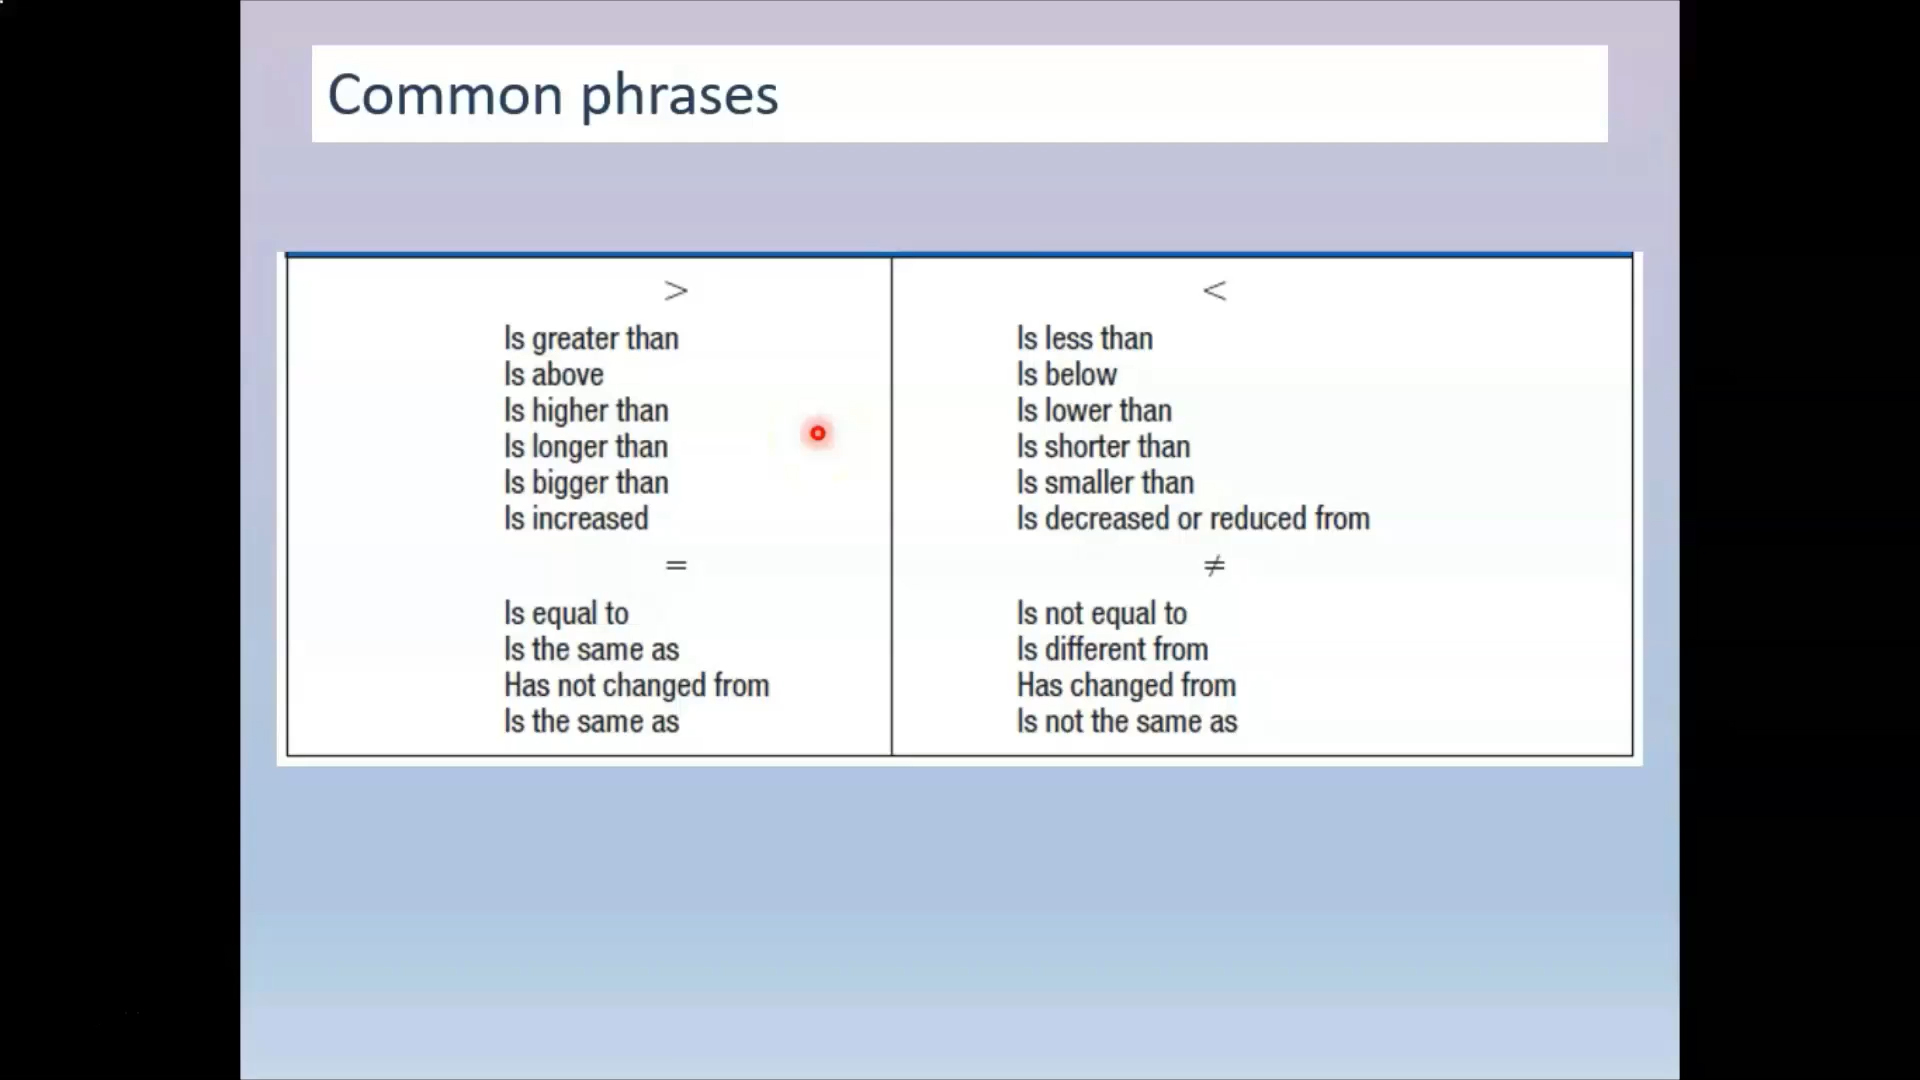 Common phrases
>
Is greater than
Is above
Is higher than
Is longer than
Is bigger than
Is increased
=
Is equal to
Is the same as
Has not changed from
Is the same as
<
Is less than
Is below
Is lower than
Is shorter than
Is smaller than
Is decreased or reduced from
≠
Is not equal to
Is different from
Has changed from
Is not the same as